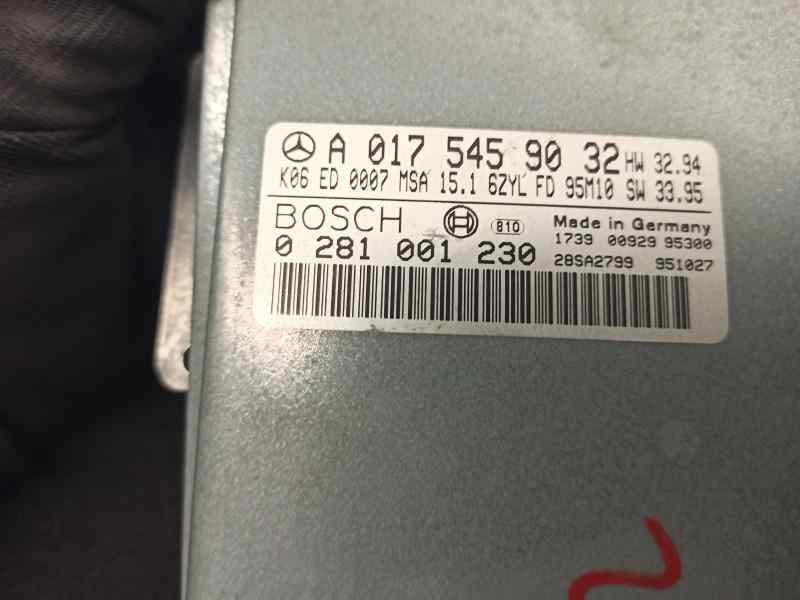 A 017 545 90 32 HW 32.94
K06 ED 0007 MSA 15.1 6ZYL FD 95M10 SW 33.95
BOSCH 810 Made in Germany
0 281 001 230 1739 00929 95300
28SA2799 951027
2